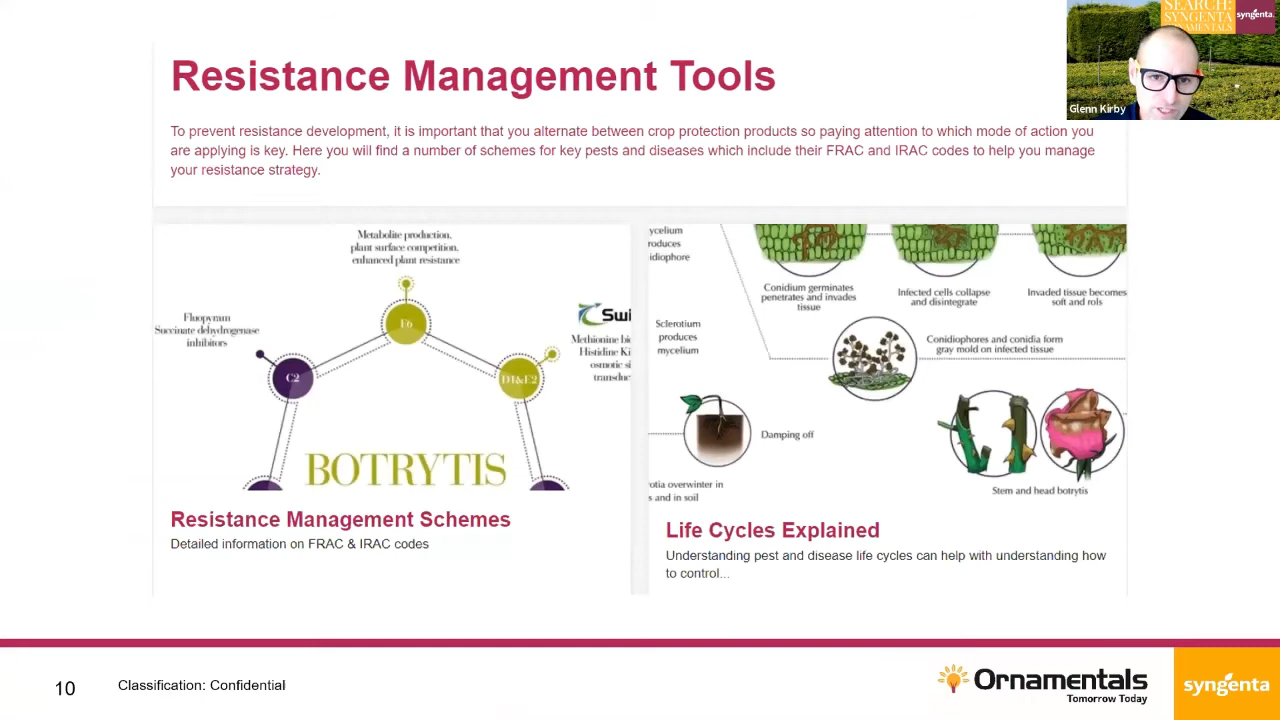 Resistance Management Tools
To prevent resistance development, it is important that you alternate between crop protection products so paying attention to which mode of action you
are applying is key. Here you will find a number of schemes for key pests and diseases which include their FRAC and IRAC codes to help you manage
your resistance strategy.
SEARCH:
SYNGENTA
ORNAMENTALS
syngenta
Glenn Kirby
Metabolite production,
plant surface competition,
enhanced plant resistance
Fluopyram
Succinate dehydrogenase
inhibitors
E6
C2
D1&E2
Swi
Methionine bi
Histidine Ki
osmotic si
transduc
BOTRYTIS
Resistance Management Schemes
Detailed information on FRAC & IRAC codes
ycelium
roduces
idiophore
Conidium germinates
penetrates and invades
tissue
Infected cells collapse
and disintegrate
Invaded tissue becomes
soft and rols
Sclerotium
produces
mycelium
Conidiophores and conidia form
gray mold on infected tissue
Damping off
rotia overwinter in
s and in soil
Stem and head botrytis
Life Cycles Explained
Understanding pest and disease life cycles can help with understanding how
to control...
10
Classification: Confidential
Ornamentals
Tomorrow Today
syngenta